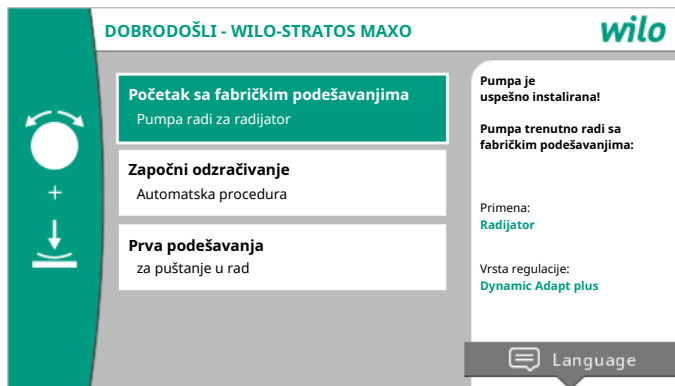 DOBRODOŠLI - WILO-STRATOS MAXO
wilo
Početak sa fabričkim podešavanjima
Pumpa radi za radijator
Započni odzračivanje
Automatska procedura
Prva podešavanja
za puštanje u rad
Pumpa je
uspešno instalirana!
Pumpa trenutno radi sa
fabričkim podešavanjima:
Primena:
Radijator
Vrsta regulacije:
Dynamic Adapt plus
Language